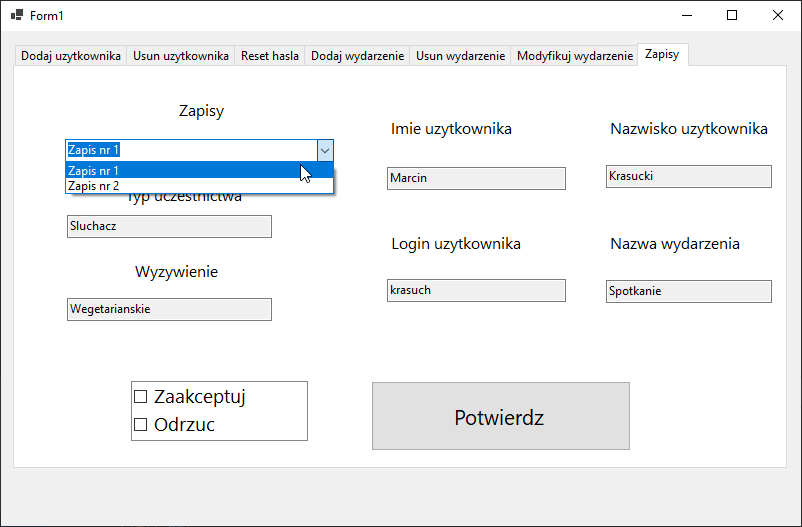 Form1
Dodaj uzytkownika
Usun uzytkownika
Reset hasla
Dodaj wydarzenie
Usun wydarzenie
Modyfikuj wydarzenie
Zapisy
Zapisy
Zapis nr 1
Zapis nr 1
Zapis nr 2
Typ uczestnictwa
Sluchacz
Wyzywienie
Wegetarianskie
Imie uzytkownika
Marcin
Nazwisko uzytkownika
Krasucki
Login uzytkownika
krasuch
Nazwa wydarzenia
Spotkanie
Zaakceptuj
Odrzuc
Potwierdz